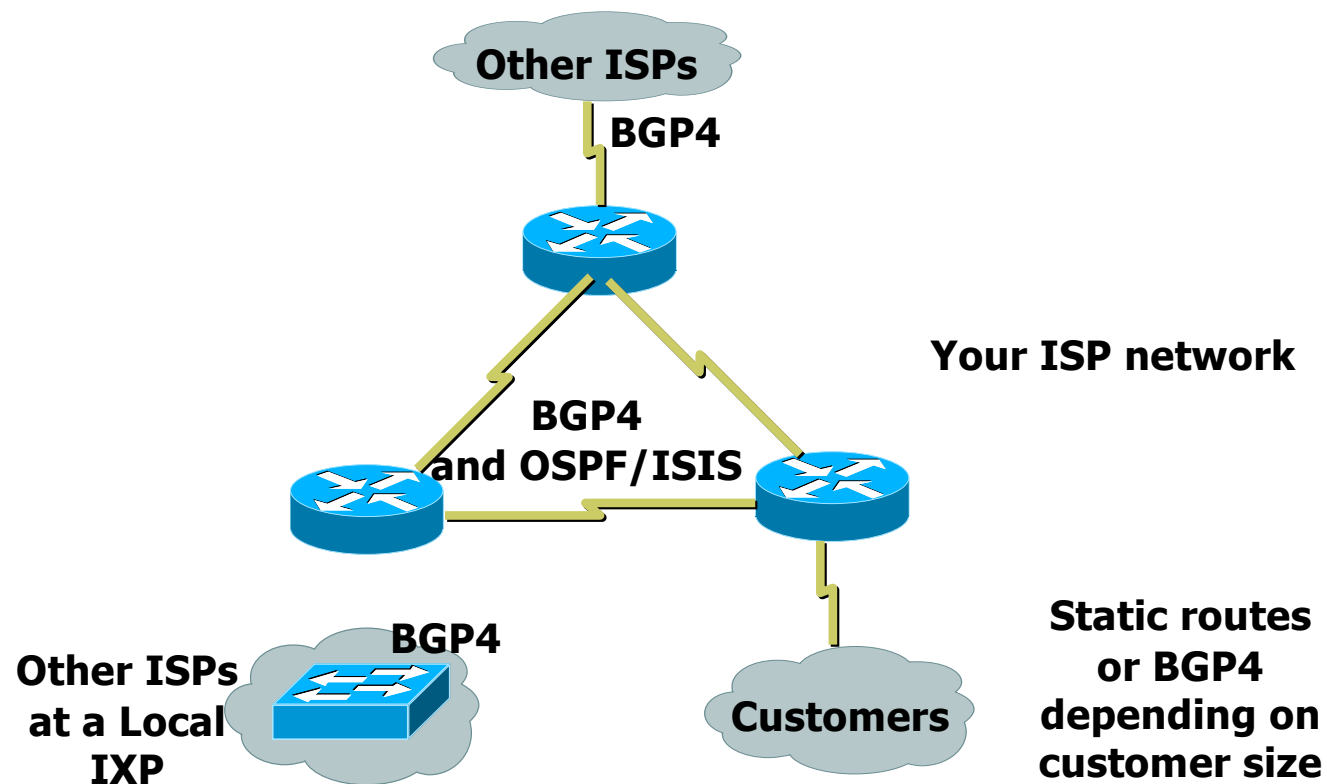 Other ISPs
BGP4
Your ISP network
BGP4
and OSPF/ISIS
BGP4
Other ISPs
at a Local
IXP
Customers
Static routes
or BGP4
depending on
customer size